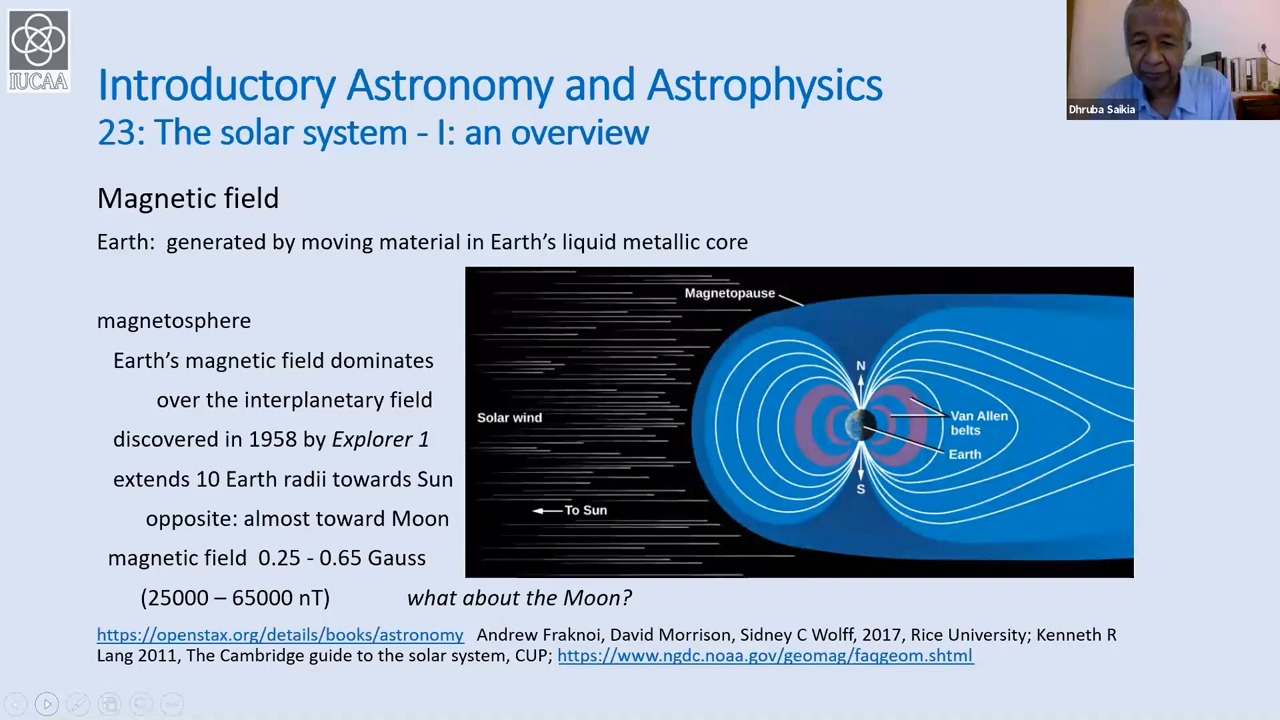 IUCAA
Dhruba Saikia
Introductory Astronomy and Astrophysics
23: The solar system - I: an overview
Magnetic field
Earth: generated by moving material in Earth's liquid metallic core
magnetosphere
Earth's magnetic field dominates
over the interplanetary field
discovered in 1958 by Explorer 1
extends 10 Earth radii towards Sun
opposite: almost toward Moon
magnetic field 0.25 - 0.65 Gauss
(25000 – 65000 nT)
what about the Moon?
Magnetopause
N
Solar wind
Van Allen
belts
Earth
S
To Sun
https://openstax.org/details/books/astronomy Andrew Fraknoi, David Morrison, Sidney C Wolff, 2017, Rice University; Kenneth R
Lang 2011, The Cambridge guide to the solar system, CUP; https://www.ngdc.noaa.gov/geomag/faqgeom.shtml